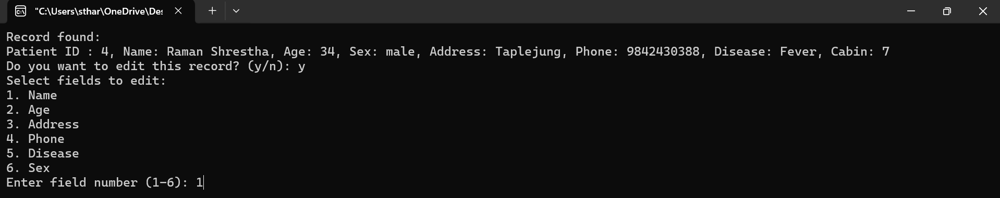 "C:\Users\sthar\OneDrive\Des
Record found:
Patient ID : 4, Name: Raman Shrestha, Age: 34, Sex: male, Address: Taplejung, Phone: 9842430388, Disease: Fever, Cabin: 7
Do you want to edit this record? (y/n): y
Select fields to edit:
1. Name
2. Age
3. Address
4. Phone
5. Disease
6. Sex
Enter field number (1-6): 1